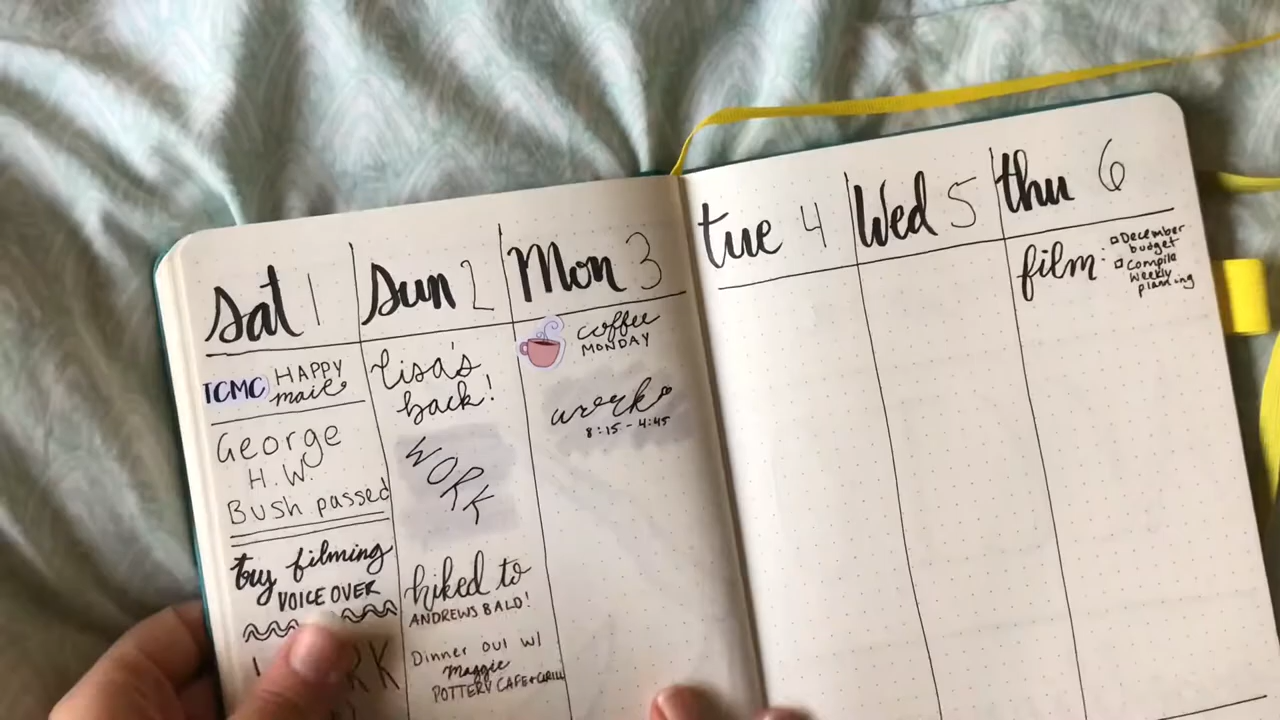 Sat 1
TCMC HAPPY
mail
George
H.W.
Bush passed
try filming
VOICE OVER
Sun 2
Lisa's
back!
WORK
hiked to
ANDREWS BALD!
Dinner out w/
Maggie
POTTERY CAFE + GRILL
Mon 3
coffee
MONDAY
work
8:15 - 4:45
tue 4
Wed 5
thu 6
film:
December
budget
Compile
weekly
planning